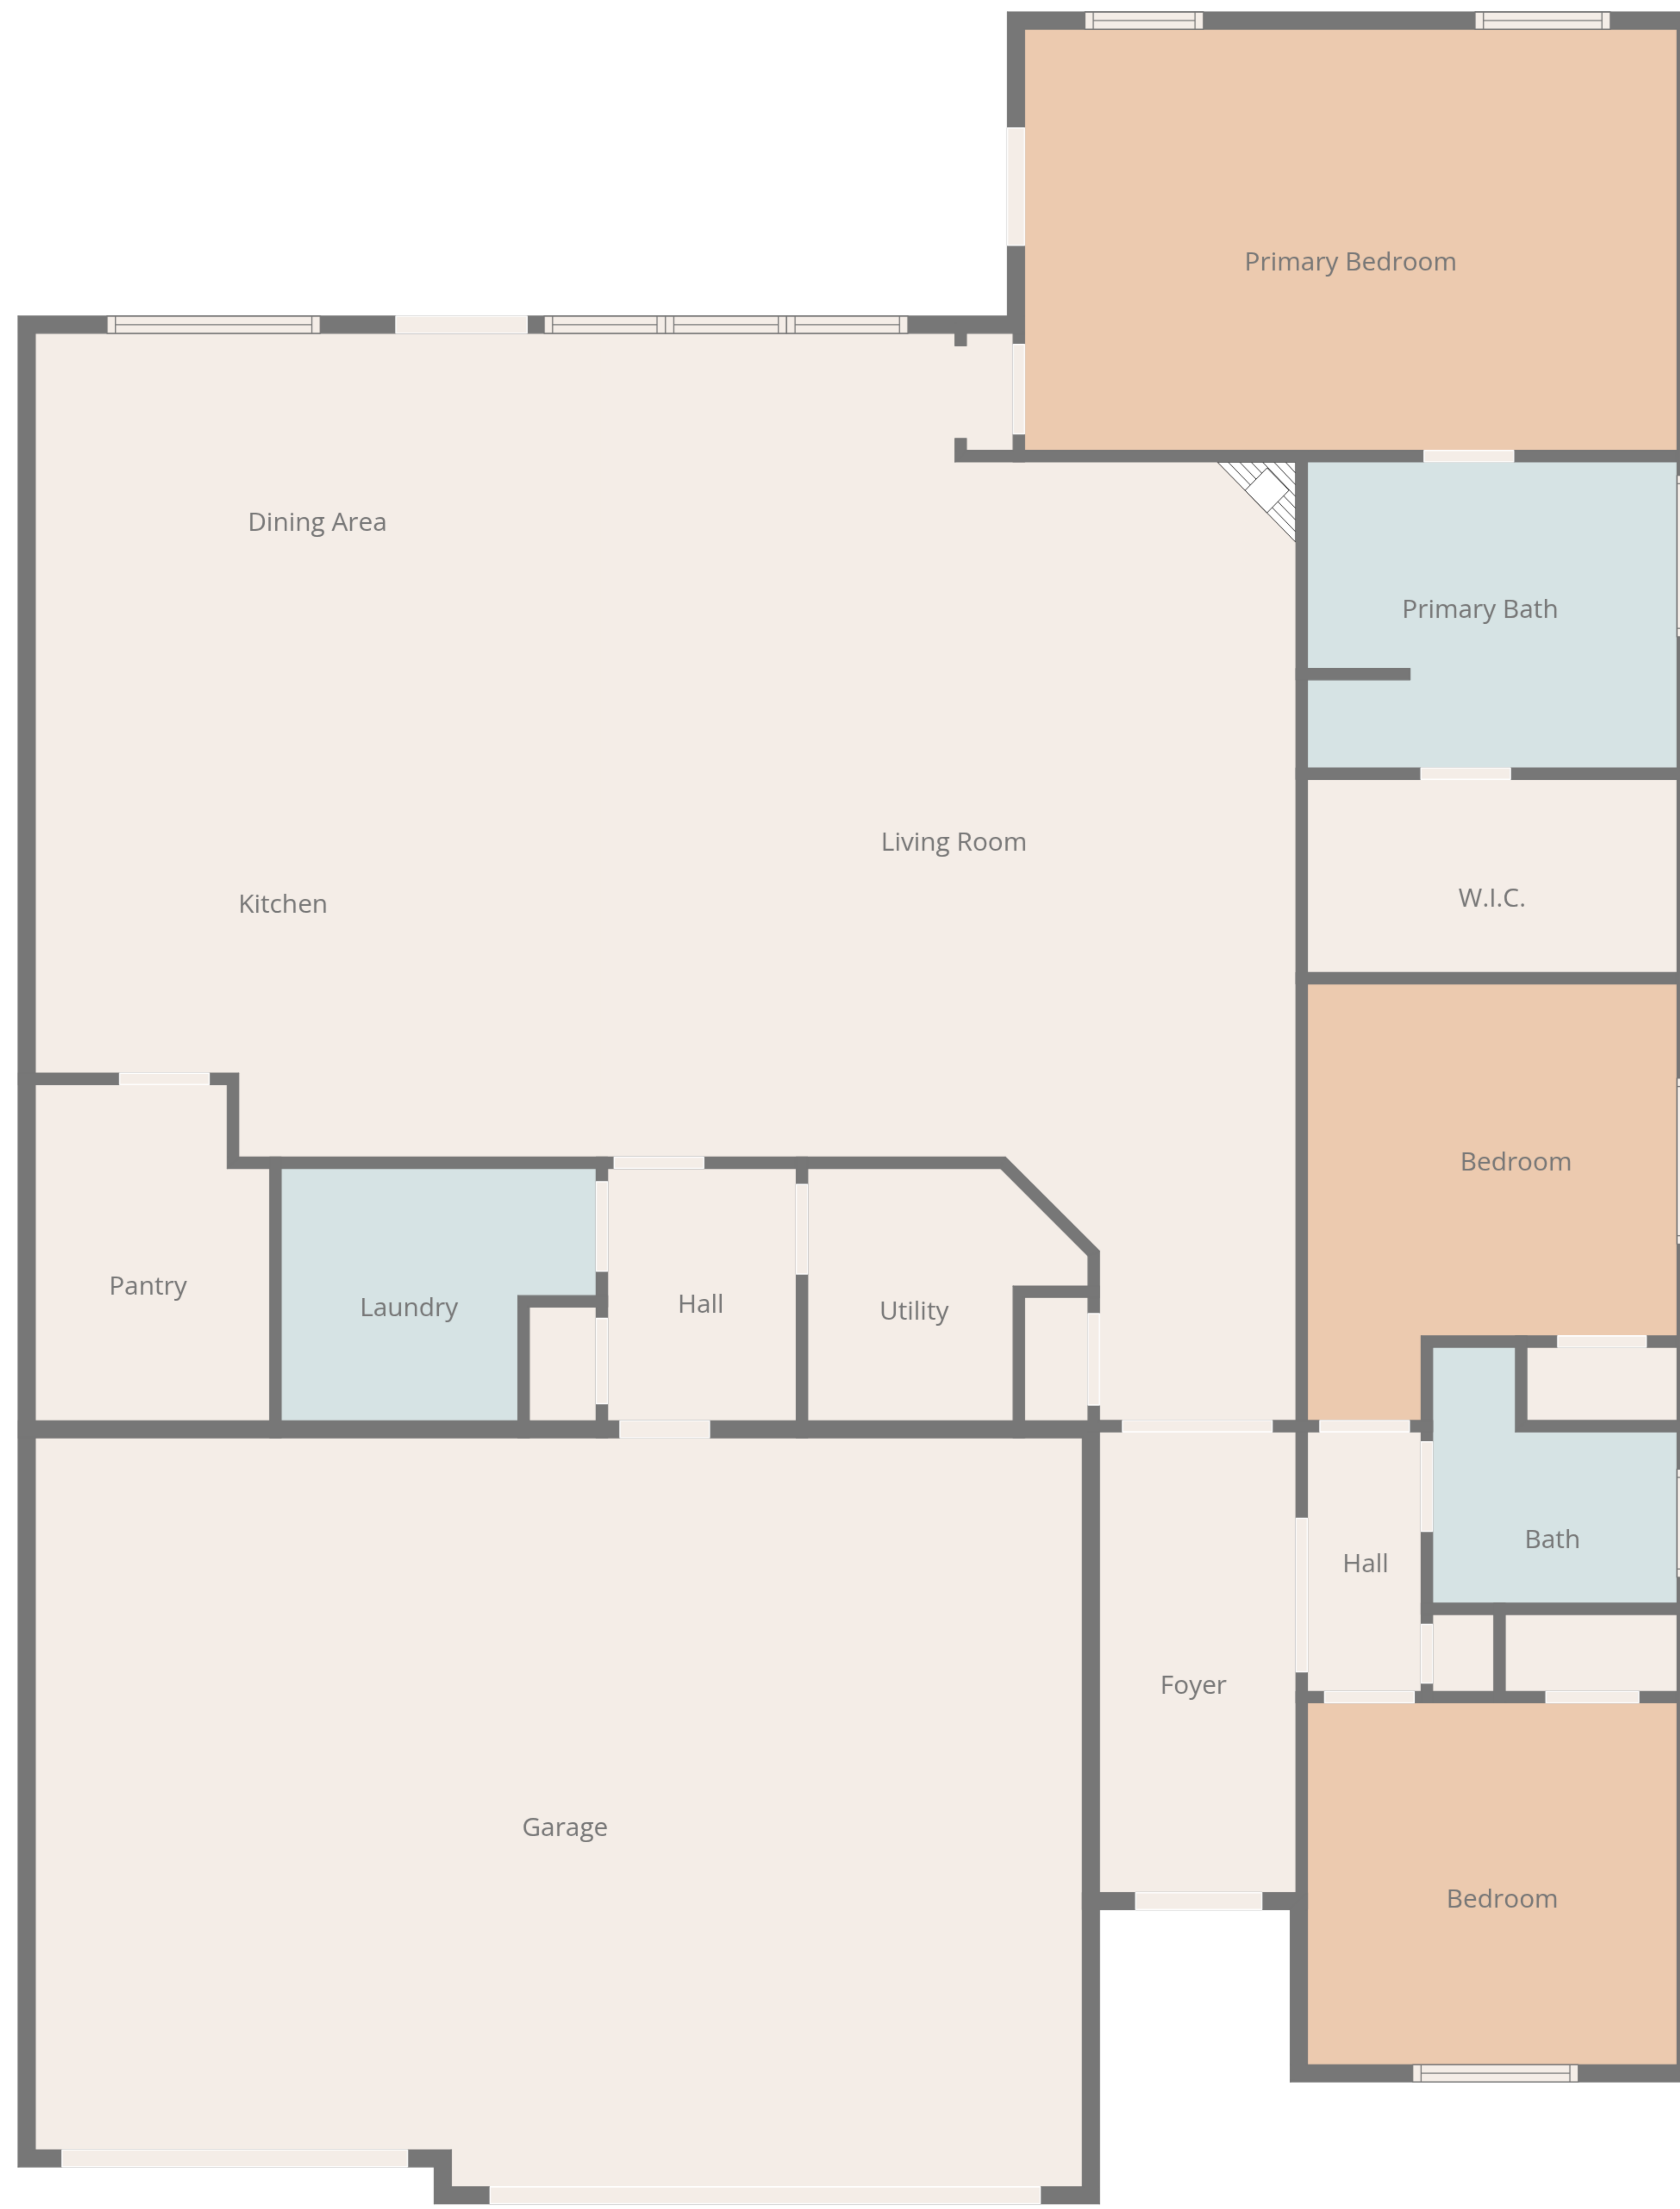 Primary Bedroom
Dining Area
Primary Bath
Living Room
Kitchen
W.I.C.
Bedroom
Pantry
Laundry
Hall
Utility
Bath
Hall
Foyer
Garage
Bedroom